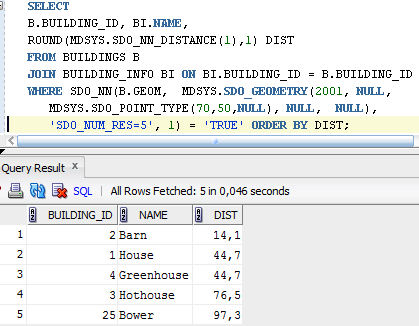 SELECT
B.BUILDING_ID, BI.NAME,
ROUND(MDSYS.SDO_NN_DISTANCE(1),1) DIST
FROM BUILDINGS B
JOIN BUILDING_INFO BI ON BI.BUILDING_ID = B.BUILDING_ID
WHERE SDO_NN(B.GEOM, MDSYS.SDO_GEOMETRY(2001, NULL,
MDSYS.SDO_POINT_TYPE(70,50,NULL), NULL, NULL),
'SDO_NUM_RES=5', 1) = 'TRUE' ORDER BY DIST;
Query Result x
SQL | All Rows Fetched: 5 in 0,046 seconds
BUILDING_ID NAME DIST
1 2 Barn 14,1
2 1 House 44,7
3 4 Greenhouse 44,7
4 3 Hothouse 76,5
5 25 Bower 97,3